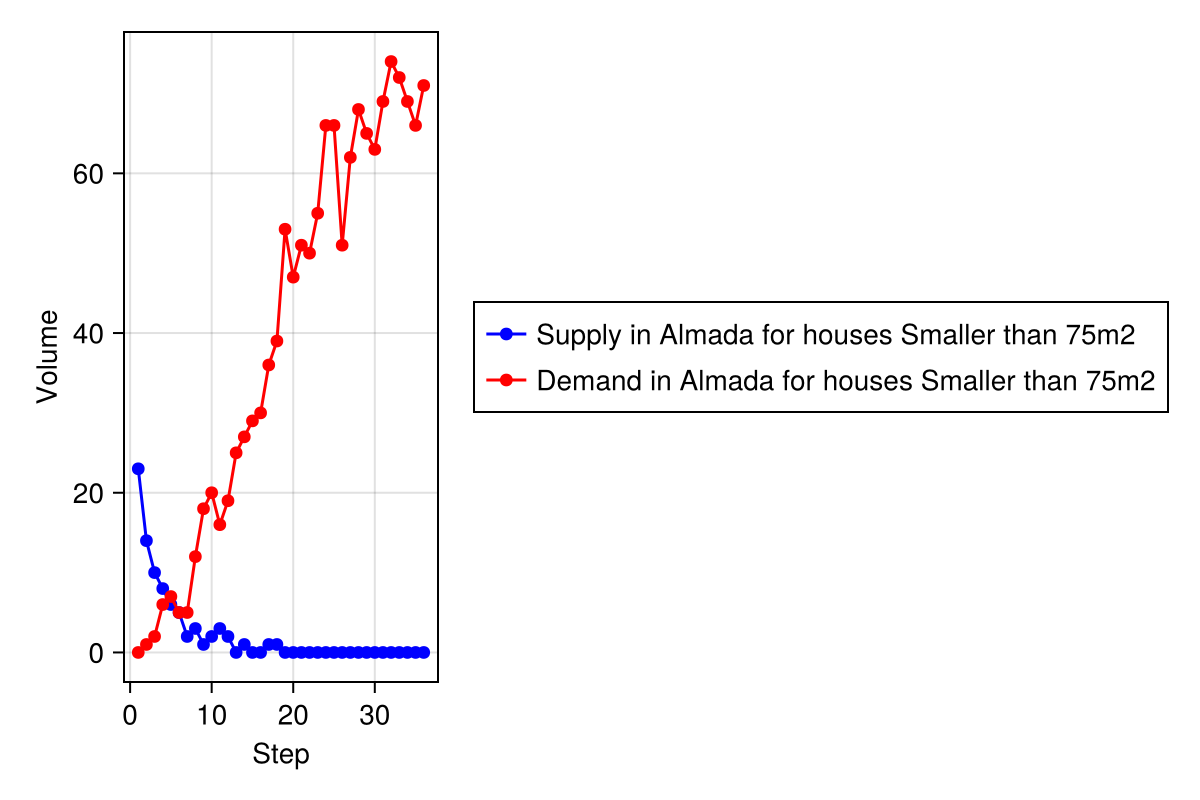 Volume
60
40
20
0
0 10 20 30
Step
Supply in Almada for houses Smaller than 75m2
Demand in Almada for houses Smaller than 75m2